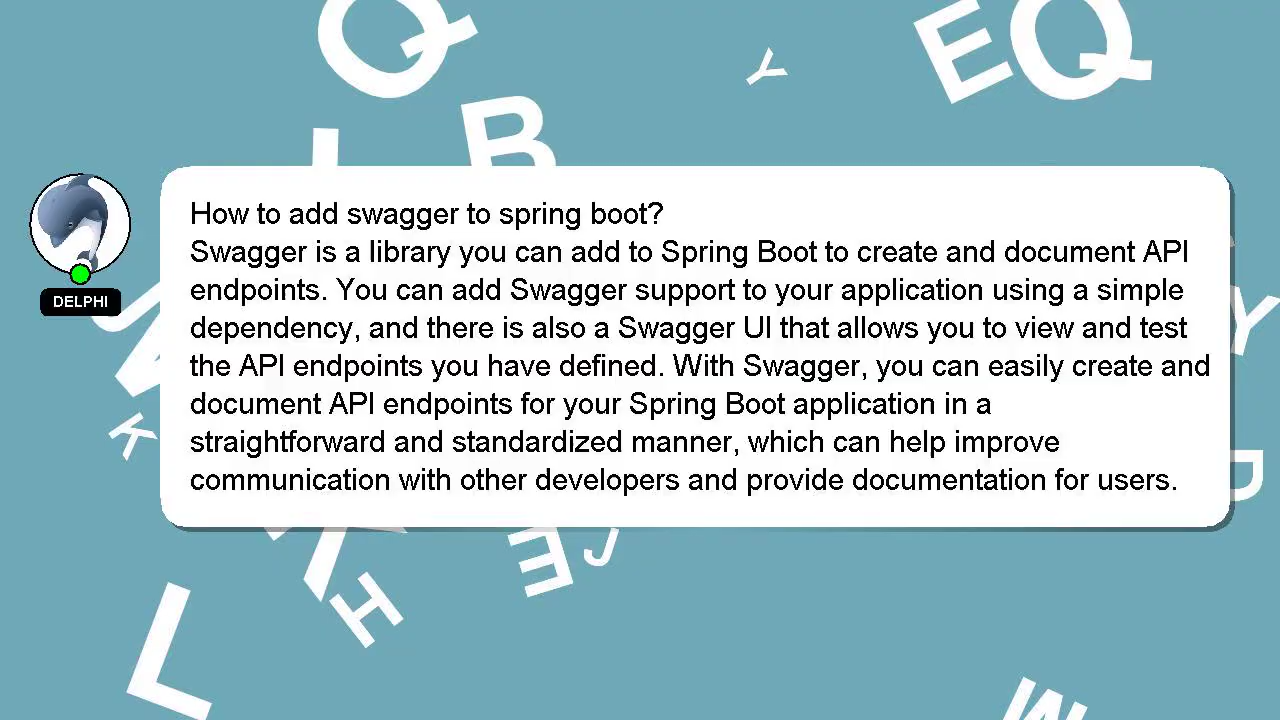 How to add swagger to spring boot?
Swagger is a library you can add to Spring Boot to create and document API
endpoints. You can add Swagger support to your application using a simple
dependency, and there is also a Swagger UI that allows you to view and test
the API endpoints you have defined. With Swagger, you can easily create and
document API endpoints for your Spring Boot application in a
straightforward and standardized manner, which can help improve
communication with other developers and provide documentation for users.
DELPHI
Q
Y
E
Q
B
K
Y
D
E
J
H
L
M